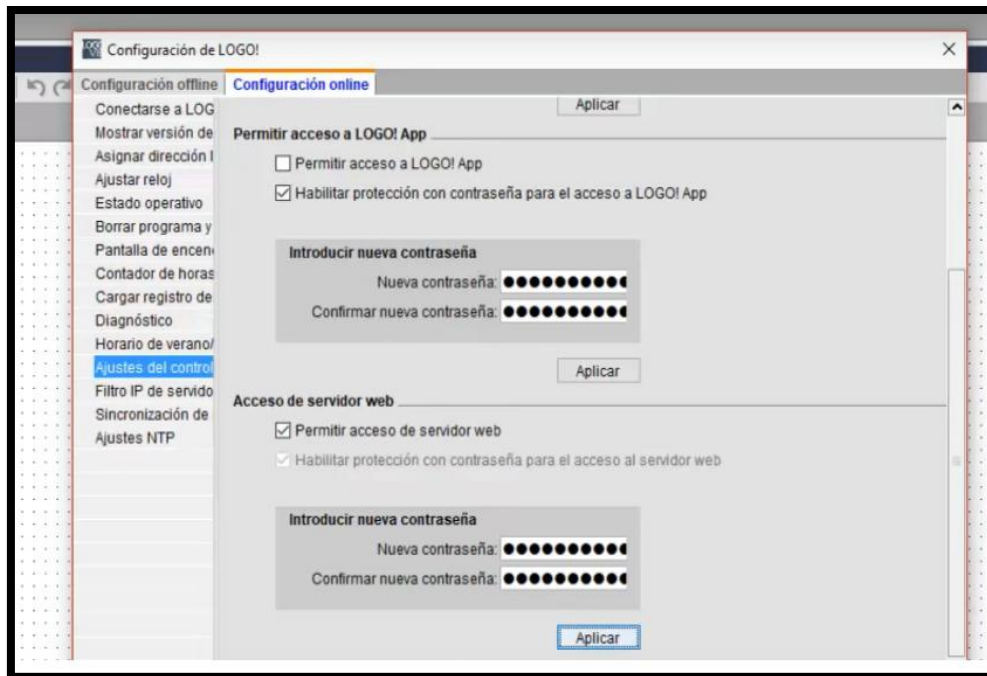 Configuración de LOGO!
Configuración offline
Configuración online
Conectarse a LOG
Mostrar versión de
Asignar dirección I
Ajustar reloj
Estado operativo
Borrar programa y
Pantalla de encen
Contador de horas
Cargar registro de
Diagnóstico
Horario de verano/
Ajustes del control
Filtro IP de servido
Sincronización de
Ajustes NTP
Aplicar
Permitir acceso a LOGO! App
Permitir acceso a LOGO! App
Habilitar protección con contraseña para el acceso a LOGO! App
Introducir nueva contraseña
Nueva contraseña:
Confirmar nueva contraseña:
Aplicar
Acceso de servidor web
Permitir acceso de servidor web
Habilitar protección con contraseña para el acceso al servidor web
Introducir nueva contraseña
Nueva contraseña:
Confirmar nueva contraseña:
Aplicar